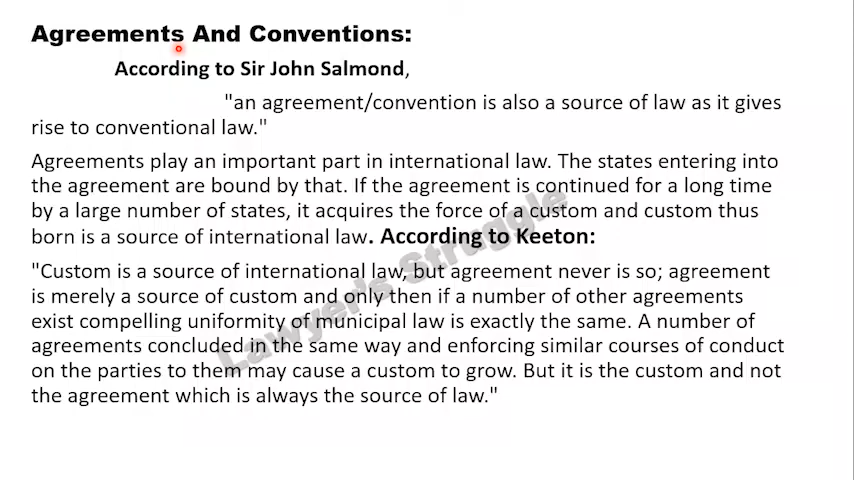 Agreements And Conventions:
According to Sir John Salmond,
"an agreement/convention is also a source of law as it gives
rise to conventional law."
Agreements play an important part in international law. The states entering into
the agreement are bound by that. If the agreement is continued for a long time
by a large number of states, it acquires the force of a custom and custom thus
born is a source of international law. According to Keeton:
"Custom is a source of international law, but agreement never is so; agreement
is merely a source of custom and only then if a number of other agreements
exist compelling uniformity of municipal law is exactly the same. A number of
agreements concluded in the same way and enforcing similar courses of conduct
on the parties to them may cause a custom to grow. But it is the custom and not
the agreement which is always the source of law."
Lawyer's Struggle